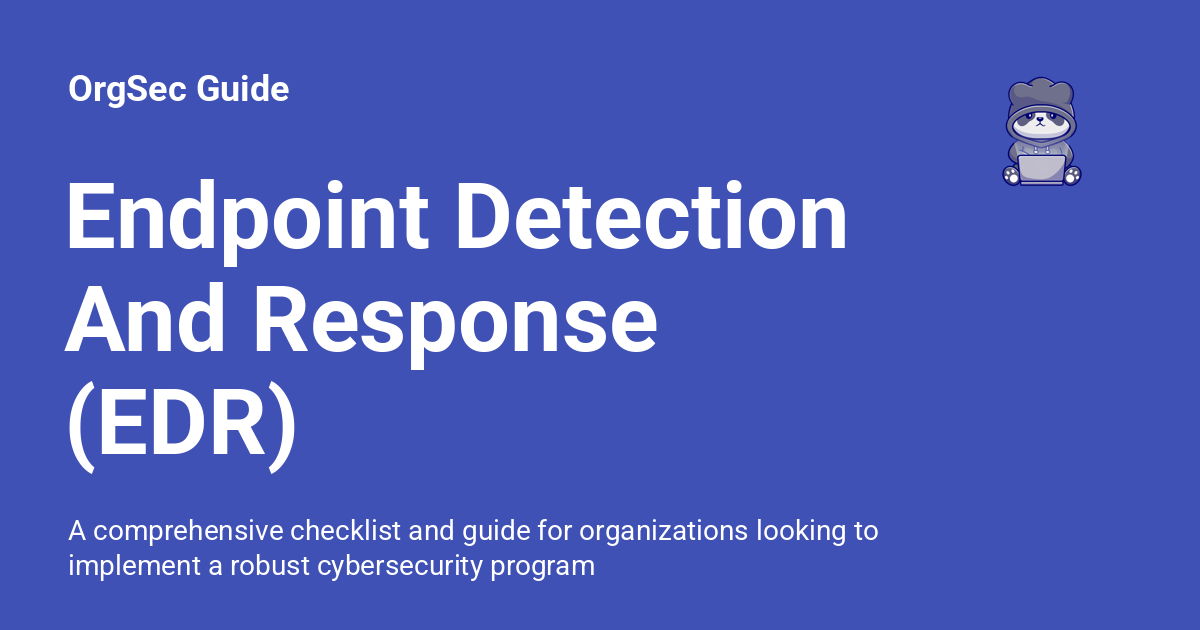 OrgSec Guide
Endpoint Detection
And Response
(EDR)
A comprehensive checklist and guide for organizations looking to
implement a robust cybersecurity program